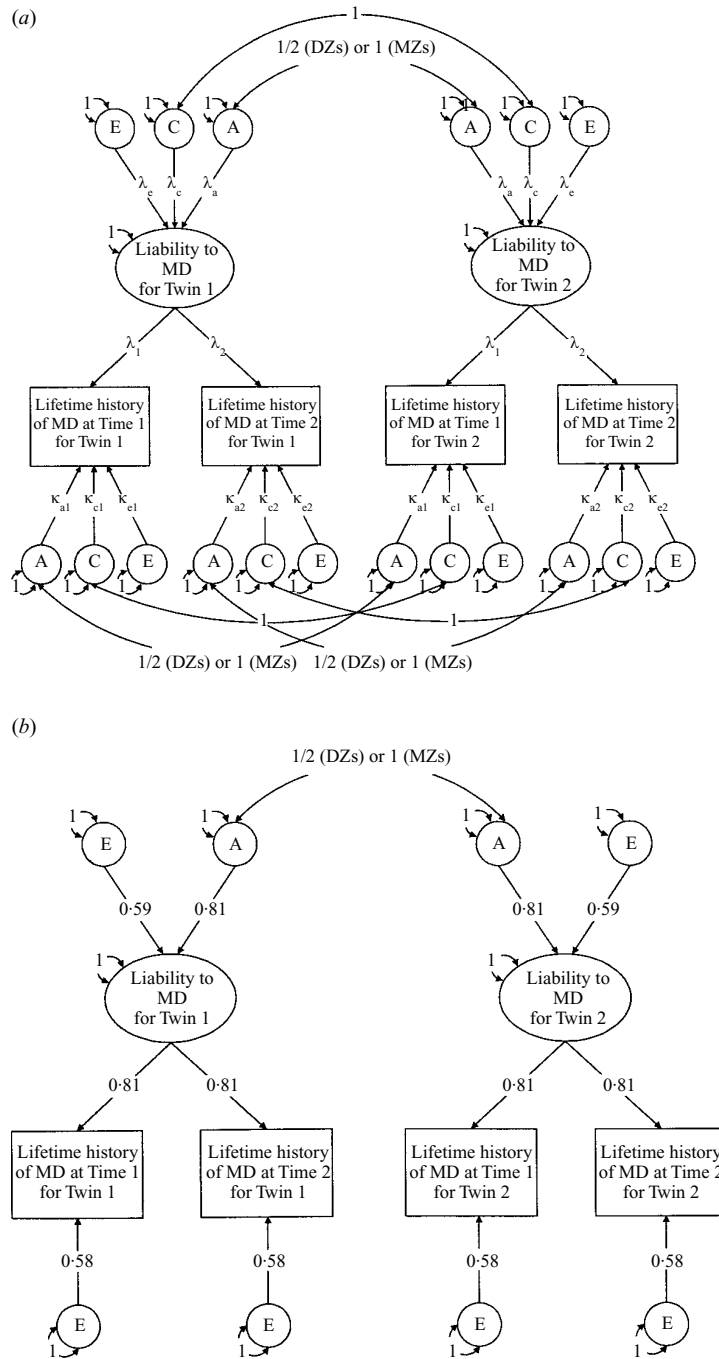 (a)
1
1/2 (DZs) or 1 (MZs)
1 1 1 1 1 1
E C A A C E
λe λc λa λa λc λe
1 1
Liability to Liability to
MD MD
for Twin 1 for Twin 2
λ1 λ2 λ1 λ2
Lifetime history Lifetime history Lifetime history Lifetime history
of MD at Time 1 of MD at Time 2 of MD at Time 1 of MD at Time 2
for Twin 1 for Twin 1 for Twin 2 for Twin 2
κa1 κc1 κe1 κa2 κc2 κe2 κa1 κc1 κe1 κa2 κc2 κe2
A C E A C E A C E A C E
1 1 1 1 1 1 1 1 1 1 1 1
1 1
1/2 (DZs) or 1 (MZs) 1/2 (DZs) or 1 (MZs)
(b)
1/2 (DZs) or 1 (MZs)
1 1 1 1
E A A E
0·59 0·81 0·81 0·59
1 1
Liability to Liability to
MD MD
for Twin 1 for Twin 2
0·81 0·81 0·81 0·81
Lifetime history Lifetime history Lifetime history Lifetime history
of MD at Time 1 of MD at Time 2 of MD at Time 1 of MD at Time 2
for Twin 1 for Twin 1 for Twin 2 for Twin 2
0·58 0·58 0·58 0·58
E E E E
1 1 1 1